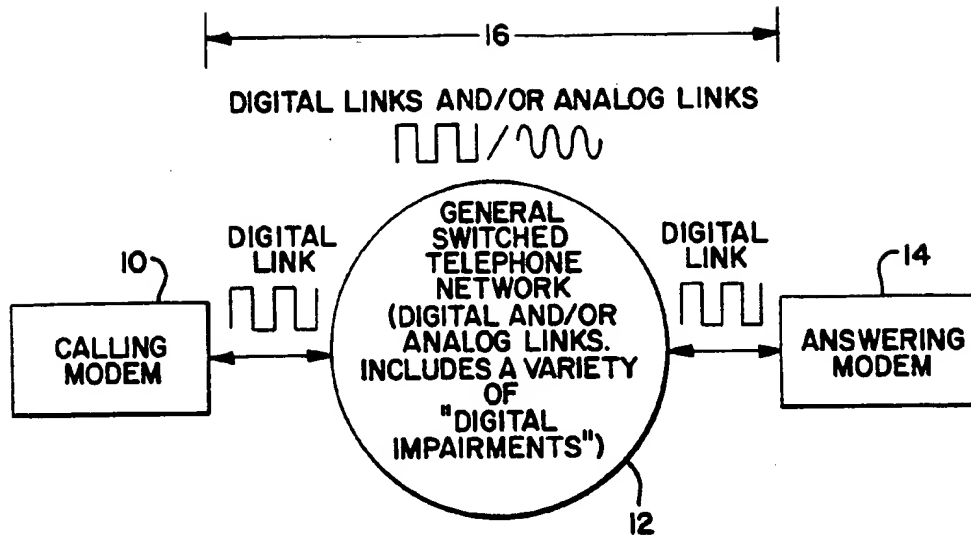 16
DIGITAL LINKS AND/OR ANALOG LINKS
GENERAL
SWITCHED
TELEPHONE
NETWORK
(DIGITAL AND/OR
ANALOG LINKS.
INCLUDES A VARIETY
OF
"DIGITAL
IMPAIRMENTS")
12
DIGITAL
LINK
10
CALLING
MODEM
DIGITAL
LINK
14
ANSWERING
MODEM